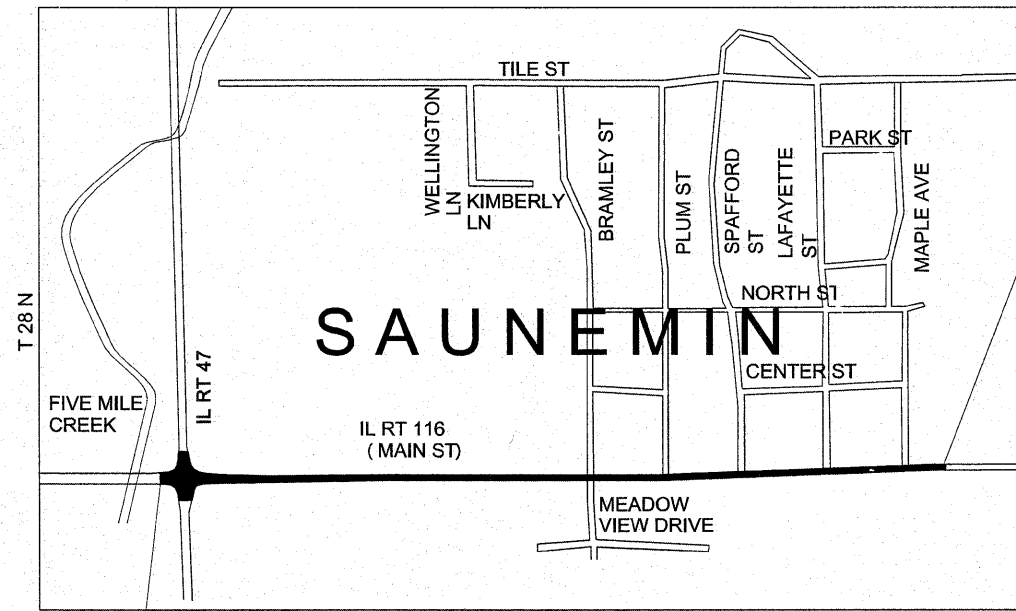 TILE ST
WELLINGTON
LN
KIMBERLY
LN
BRAMLEY ST
PLUM ST
SPAFFORD
ST
LAFAYETTE
ST
PARK ST
MAPLE AVE
T 28 N
NORTH ST
SAUNEMIN
IL RT 47
CENTER ST
FIVE MILE
CREEK
IL RT 116
( MAIN ST)
MEADOW
VIEW DRIVE